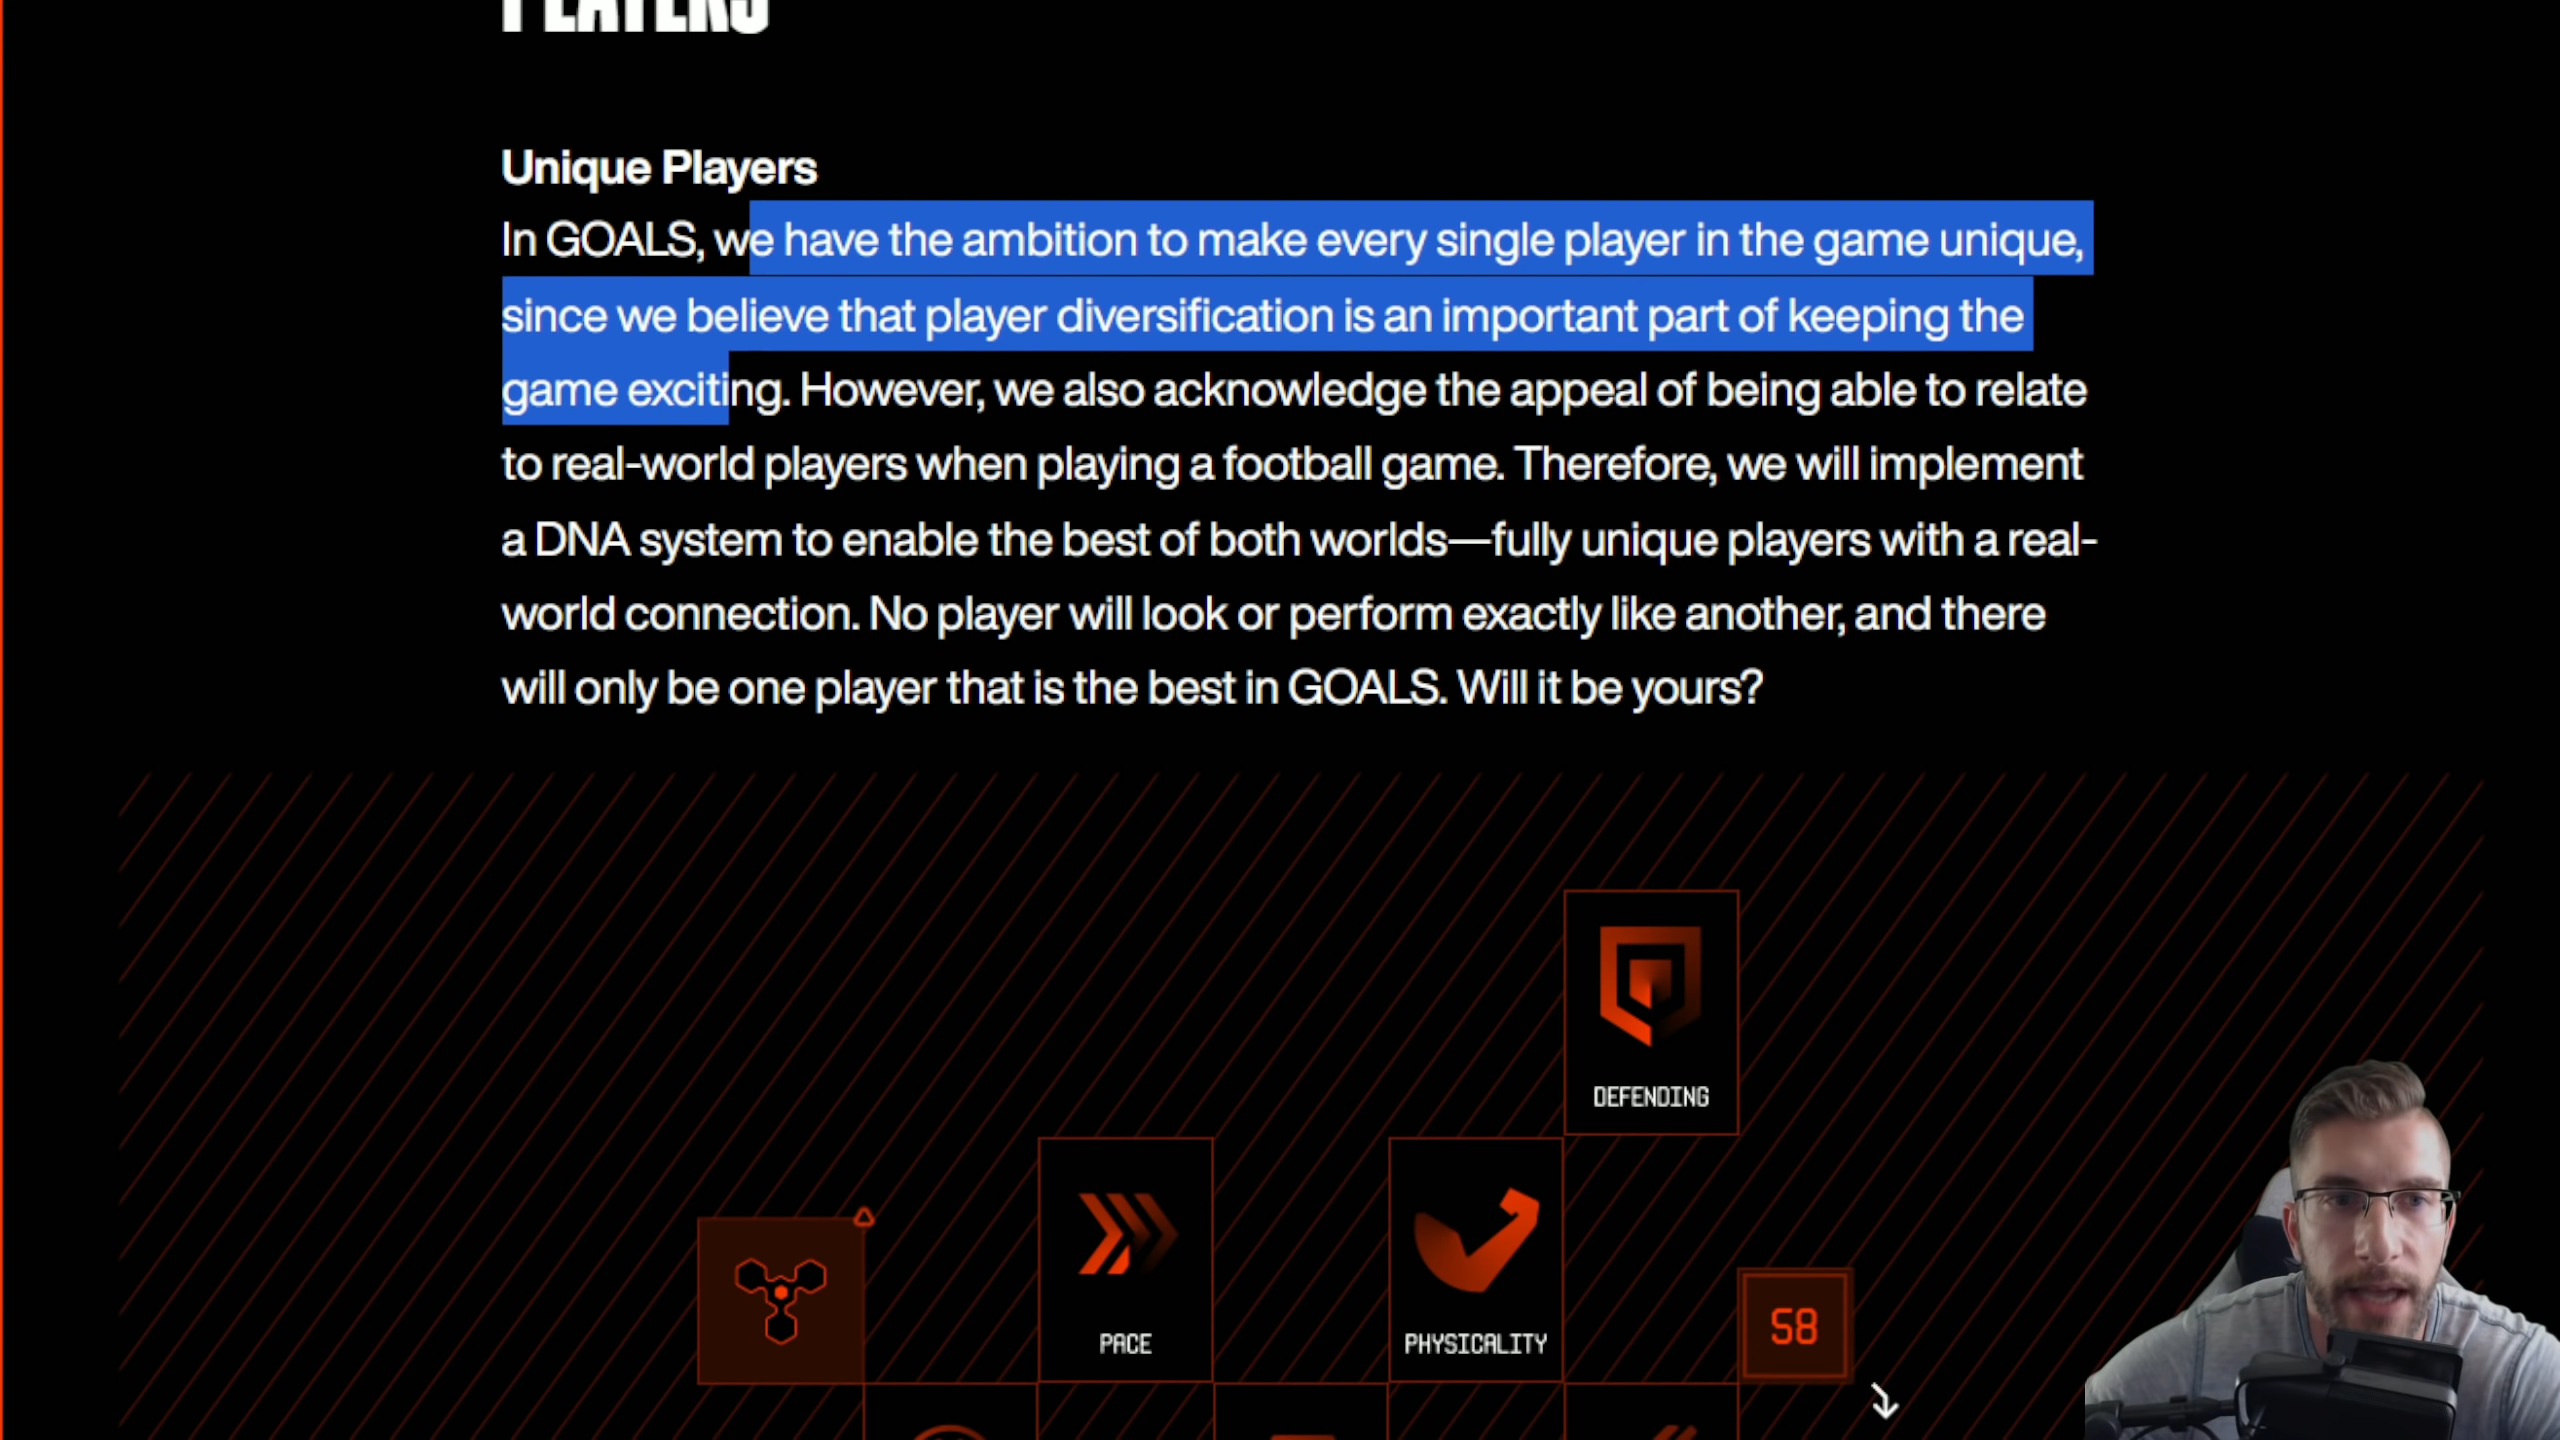 PLAYERS
Unique Players
In GOALS, we have the ambition to make every single player in the game unique,
since we believe that player diversification is an important part of keeping the
game exciting. However, we also acknowledge the appeal of being able to relate
to real-world players when playing a football game. Therefore, we will implement
a DNA system to enable the best of both worlds—fully unique players with a real-
world connection. No player will look or perform exactly like another, and there
will only be one player that is the best in GOALS. Will it be yours?
DEFENDING
PACE
PHYSICALITY
58